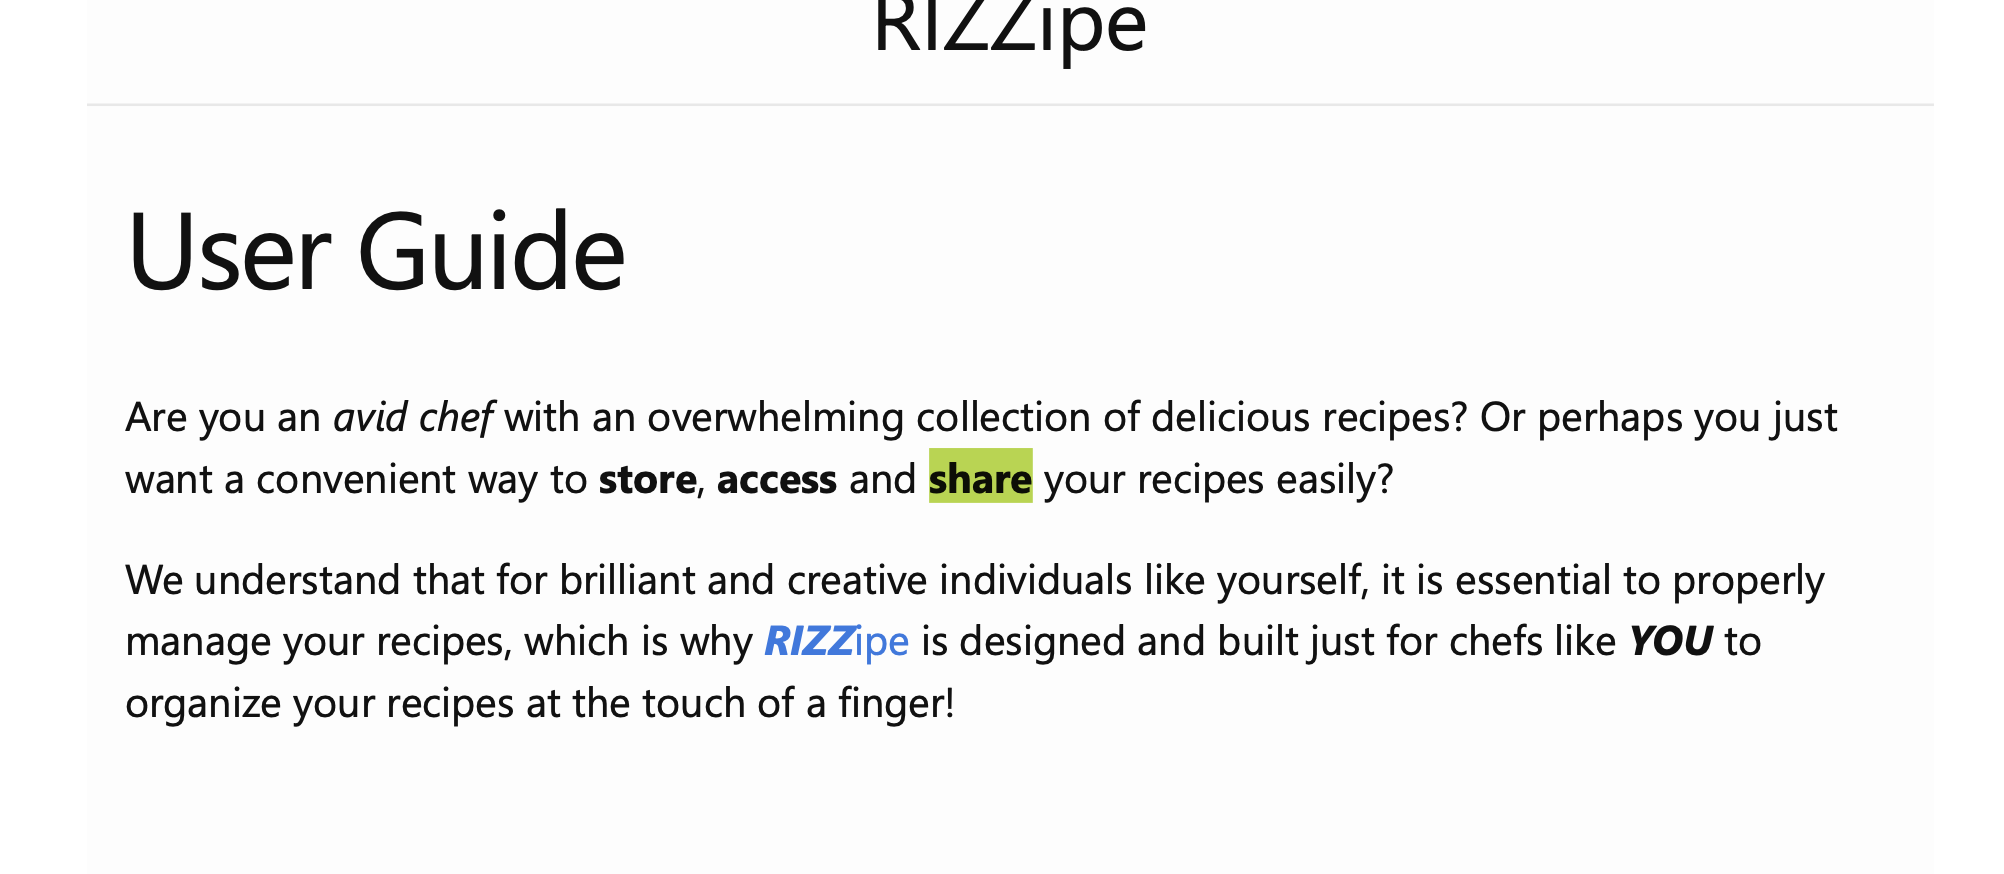 RIZZipe
User Guide
Are you an avid chef with an overwhelming collection of delicious recipes? Or perhaps you just
want a convenient way to store, access and share your recipes easily?
We understand that for brilliant and creative individuals like yourself, it is essential to properly
manage your recipes, which is why RIZZipe is designed and built just for chefs like YOU to
organize your recipes at the touch of a finger!